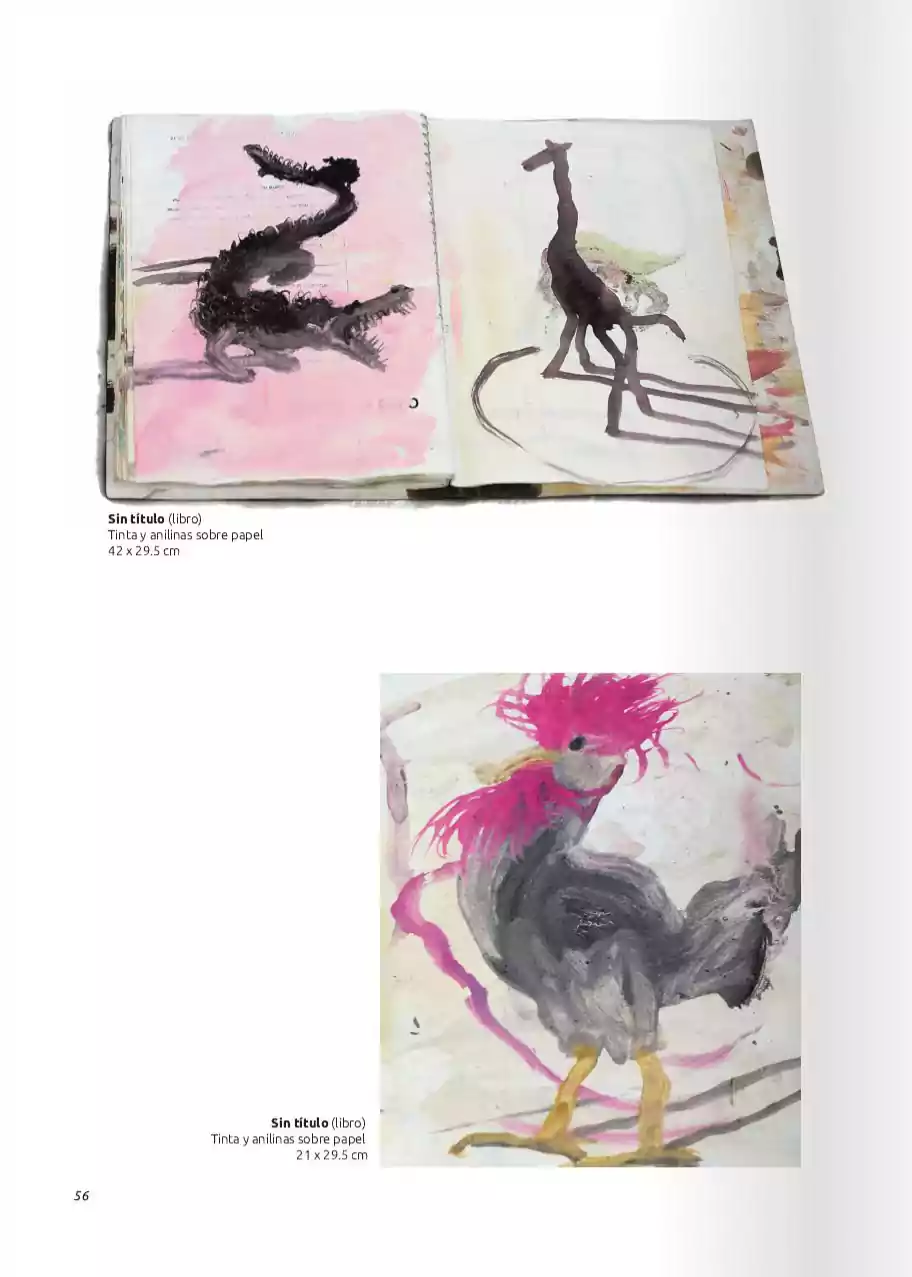 Sin título (libro)
Tinta y anilinas sobre papel
42 x 29.5 cm
Sin título (libro)
Tinta y anilinas sobre papel
21 x 29.5 cm
56